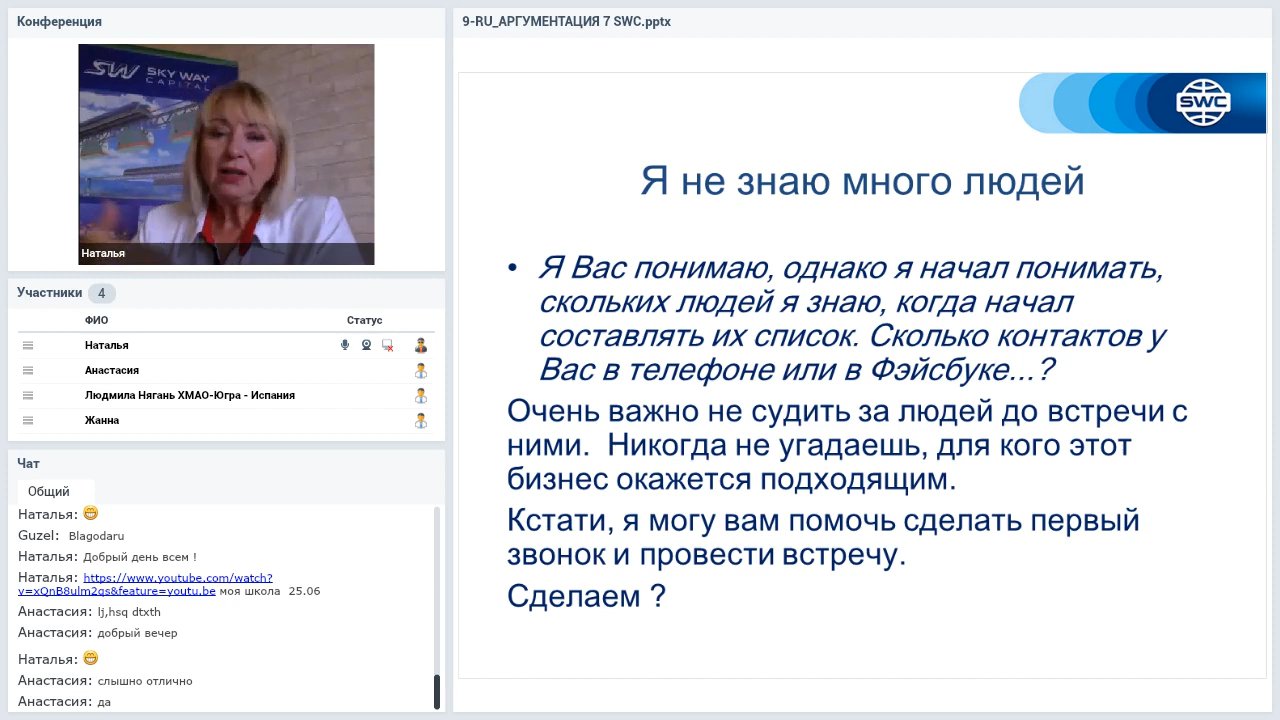 Конференция
SW SKY WAY
CAPITAL
Наталья
Участники 4
ФИО Статус
Наталья
Анастасия
Людмила Нягань ХМАО-Югра - Испания
Жанна
Чат
Общий
Наталья:
Guzel: Blagodaru
Наталья: Добрый день всем !
Наталья: https://www.youtube.com/watch?
v=xQnB8ulm2qs&feature=youtu.be моя школа 25.06
Анастасия: lj,hsq dtxth
Анастасия: добрый вечер
Наталья:
Анастасия: слышно отлично
Анастасия: да
9-RU_АРГУМЕНТАЦИЯ 7 SWC.pptx
SWC
Я не знаю много людей
• Я Вас понимаю, однако я начал понимать,
скольких людей я знаю, когда начал
составлять их список. Сколько контактов у
Вас в телефоне или в Фэйсбуке...?
Очень важно не судить за людей до встречи с
ними. Никогда не угадаешь, для кого этот
бизнес окажется подходящим.
Кстати, я могу вам помочь сделать первый
звонок и провести встречу.
Сделаем ?